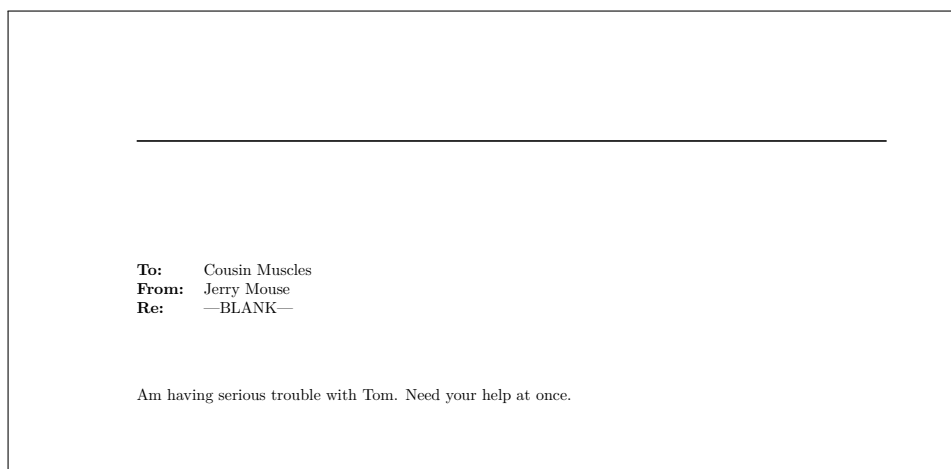 To: Cousin Muscles
From: Jerry Mouse
Re: —BLANK—
Am having serious trouble with Tom. Need your help at once.